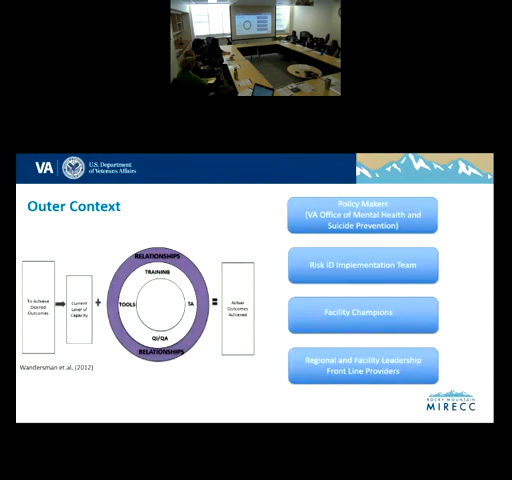 VA
U.S. Department
of Veterans Affairs
Outer Context
To Achieve
Desired
Outcomes
Current
Level of
Capacity
+
RELATIONSHIPS
TRAINING
TOOLS
TA
QI/QA
RELATIONSHIPS
=
Actual
Outcomes
Achieved
Wandersman et al. (2012)
Policy Makers
(VA Office of Mental Health and
Suicide Prevention)
Risk ID Implementation Team
Facility Champions
Regional and Facility Leadership
Front Line Providers
ROCKY MOUNTAIN
MIRECC